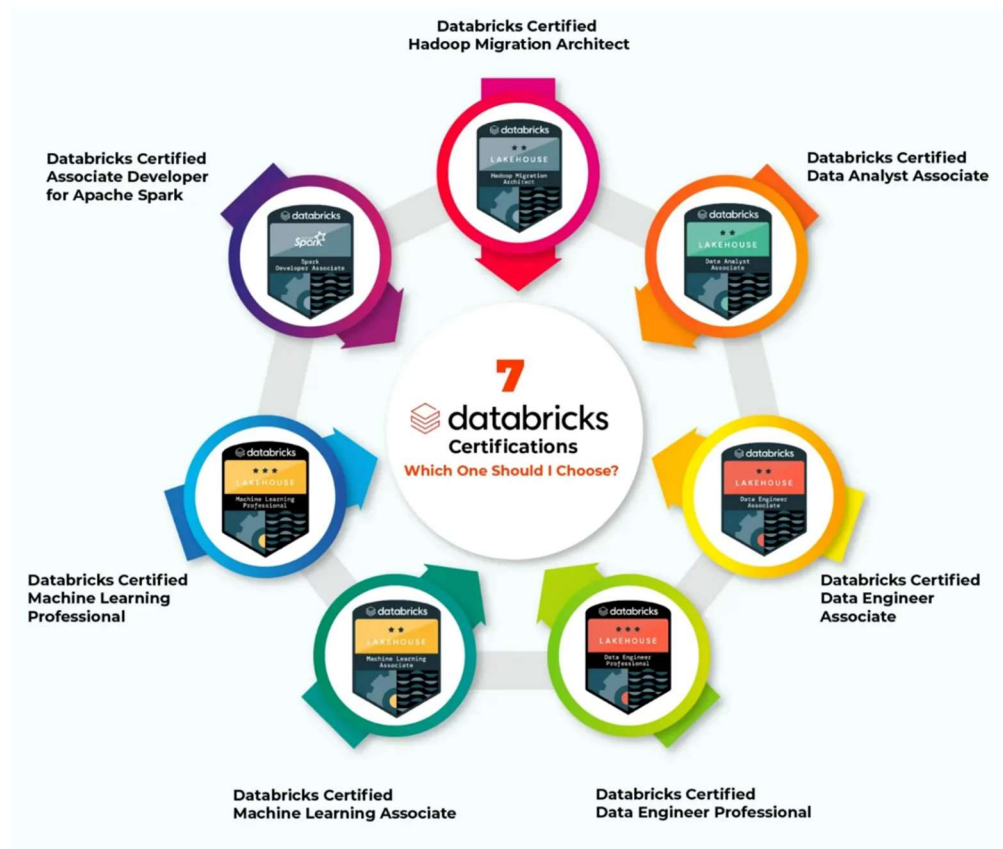 Databricks Certified
Hadoop Migration Architect
databricks
LAKEHOUSE
Hadoop Migration
Architect
Databricks Certified
Data Analyst Associate
databricks
LAKEHOUSE
Data Analyst
Associate
Databricks Certified
Associate Developer
for Apache Spark
databricks
Spark
Spark
Developer Associate
7
databricks
Certifications
Which One Should I Choose?
databricks
LAKEHOUSE
Data Engineer
Associate
Databricks Certified
Data Engineer
Associate
databricks
LAKEHOUSE
Machine Learning
Professional
Databricks Certified
Machine Learning
Professional
databricks
LAKEHOUSE
Machine Learning
Associate
Databricks Certified
Machine Learning Associate
databricks
LAKEHOUSE
Data Engineer
Professional
Databricks Certified
Data Engineer Professional